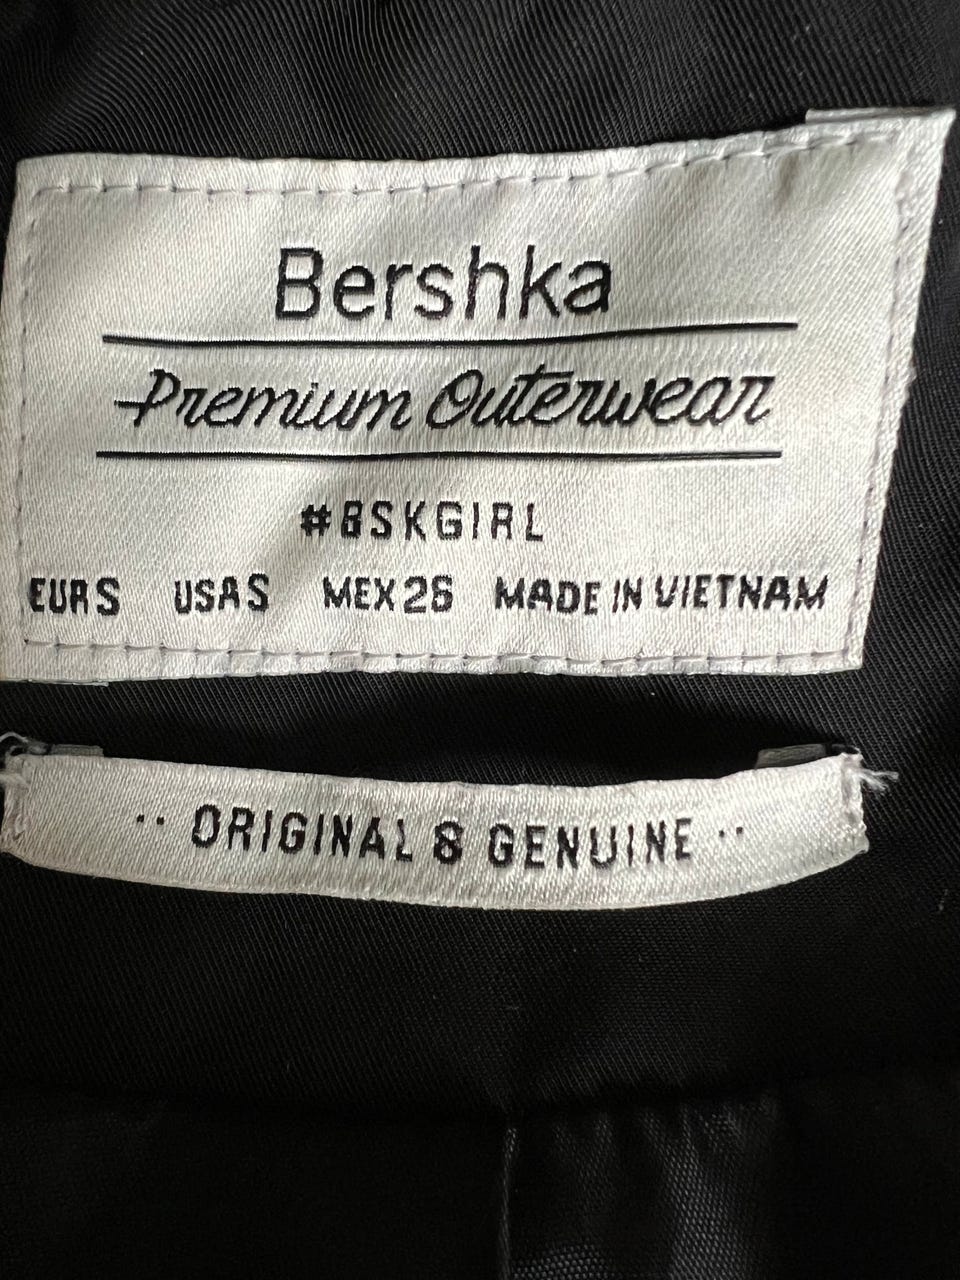 Bershka
Premium Outerwear
#BSKGIRL
EUR S USA S MEX 26 MADE IN VIETNAM
·· ORIGINAL & GENUINE ··